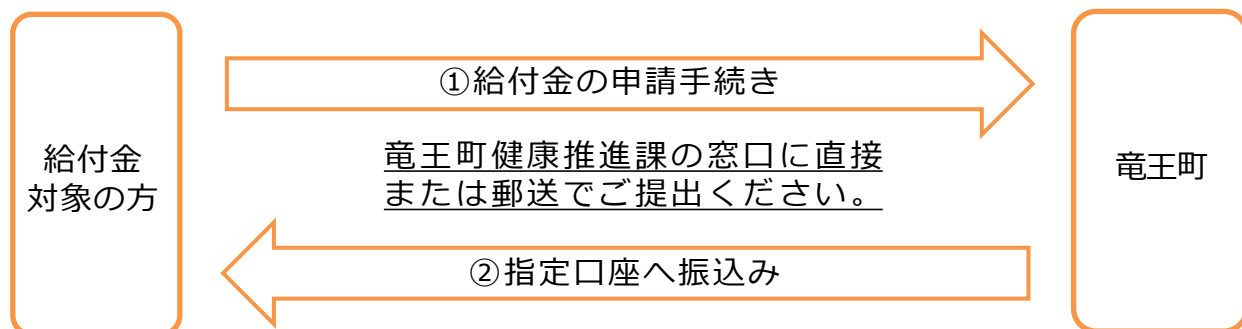 給付金
対象の方
①給付金の申請手続き
竜王町健康推進課の窓口に直接
または郵送でご提出ください。
②指定口座へ振込み
竜王町